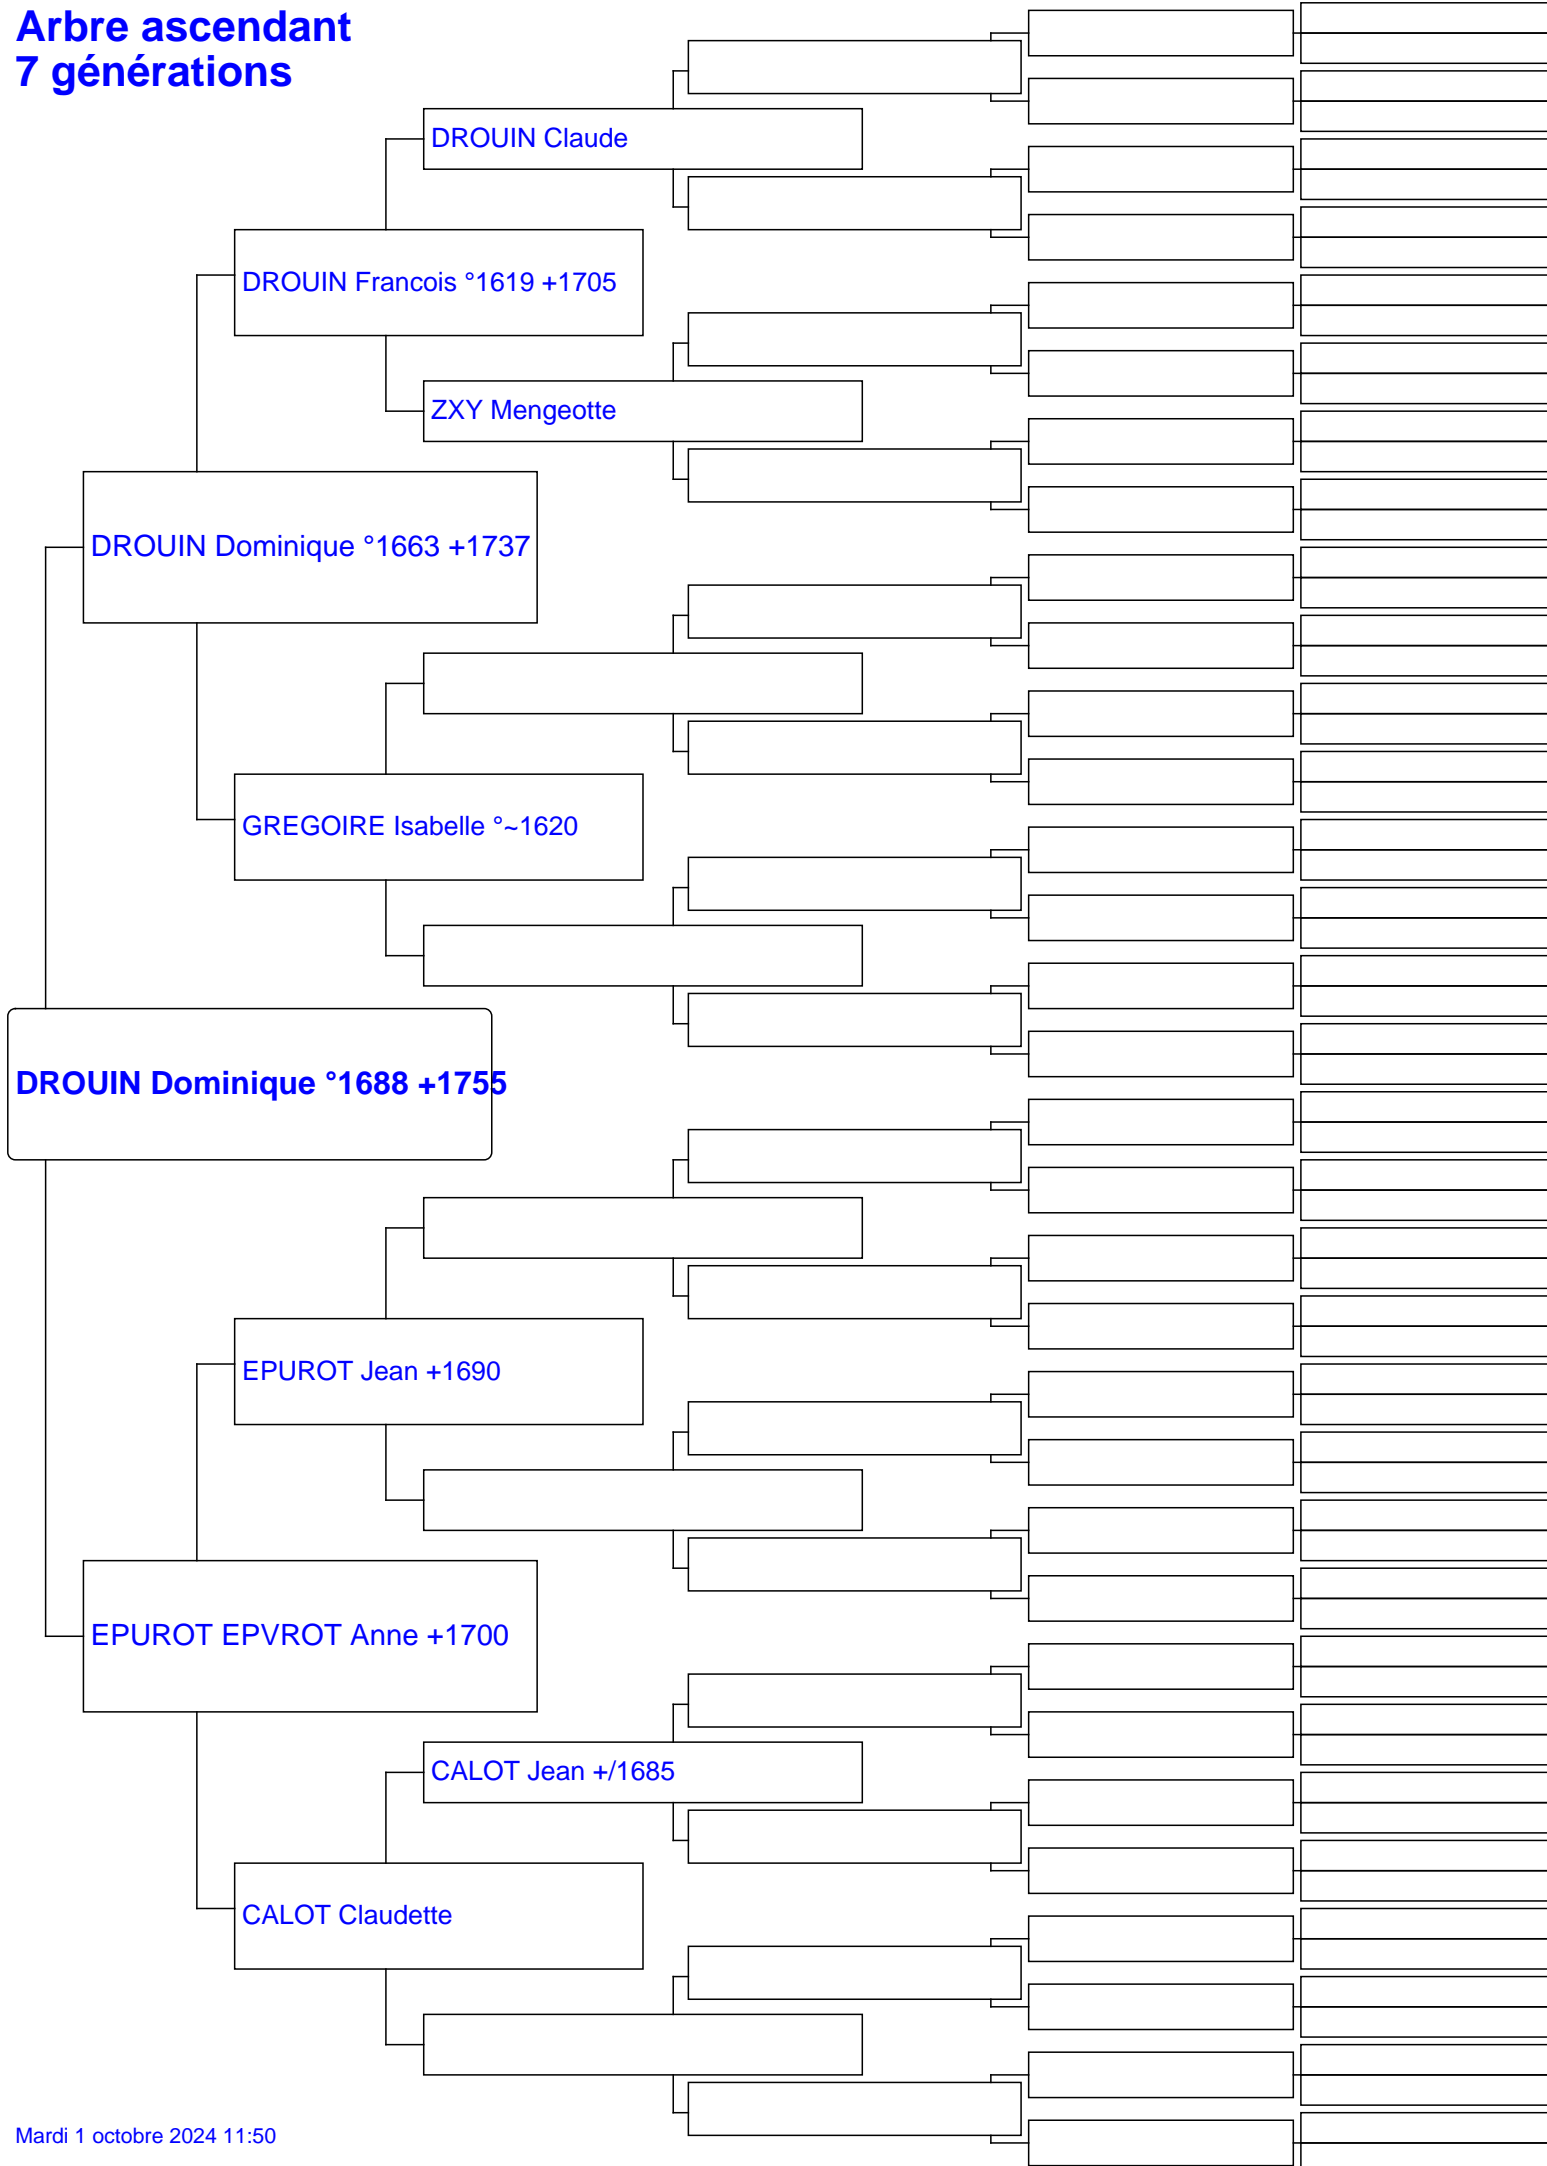 Arbre ascendant
7 générations
DROUIN Claude
DROUIN Francois °1619 +1705
ZXY Mengeotte
DROUIN Dominique °1663 +1737
GREGOIRE Isabelle °~1620
DROUIN Dominique °1688 +1755
EPUROT Jean +1690
EPUROT EPVROT Anne +1700
CALOT Jean +/1685
CALOT Claudette
Mardi 1 octobre 2024 11:50